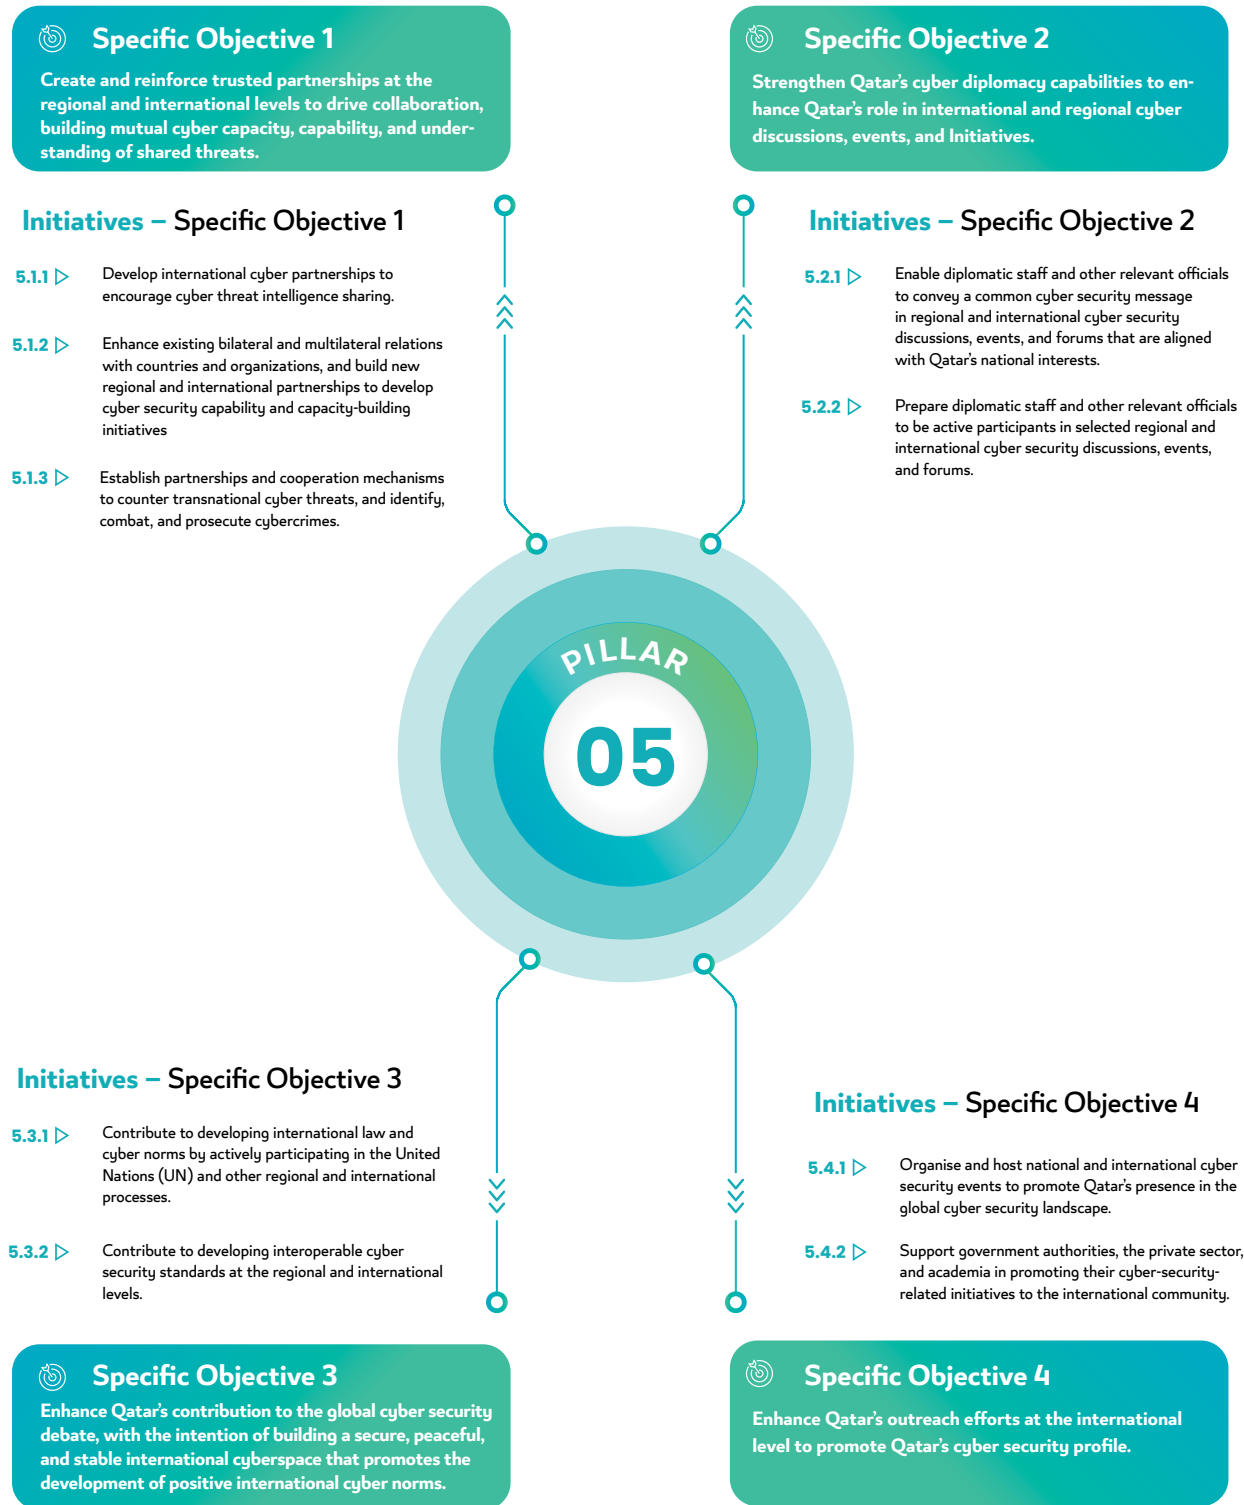 Specific Objective 1
Create and reinforce trusted partnerships at the
regional and international levels to drive collaboration,
building mutual cyber capacity, capability, and under-
standing of shared threats.
Specific Objective 2
Strengthen Qatar's cyber diplomacy capabilities to en-
hance Qatar's role in international and regional cyber
discussions, events, and Initiatives.
Initiatives – Specific Objective 1
5.1.1 Develop international cyber partnerships to
encourage cyber threat intelligence sharing.
5.1.2 Enhance existing bilateral and multilateral relations
with countries and organizations, and build new
regional and international partnerships to develop
cyber security capability and capacity-building
initiatives
5.1.3 Establish partnerships and cooperation mechanisms
to counter transnational cyber threats, and identify,
combat, and prosecute cybercrimes.
Initiatives – Specific Objective 2
5.2.1 Enable diplomatic staff and other relevant officials
to convey a common cyber security message
in regional and international cyber security
discussions, events, and forums that are aligned
with Qatar's national interests.
5.2.2 Prepare diplomatic staff and other relevant officials
to be active participants in selected regional and
international cyber security discussions, events,
and forums.
PILLAR
05
Initiatives – Specific Objective 3
5.3.1 Contribute to developing international law and
cyber norms by actively participating in the United
Nations (UN) and other regional and international
processes.
5.3.2 Contribute to developing interoperable cyber
security standards at the regional and international
levels.
Initiatives – Specific Objective 4
5.4.1 Organise and host national and international cyber
security events to promote Qatar's presence in the
global cyber security landscape.
5.4.2 Support government authorities, the private sector,
and academia in promoting their cyber-security-
related initiatives to the international community.
Specific Objective 3
Enhance Qatar's contribution to the global cyber security
debate, with the intention of building a secure, peaceful,
and stable international cyberspace that promotes the
development of positive international cyber norms.
Specific Objective 4
Enhance Qatar's outreach efforts at the international
level to promote Qatar's cyber security profile.